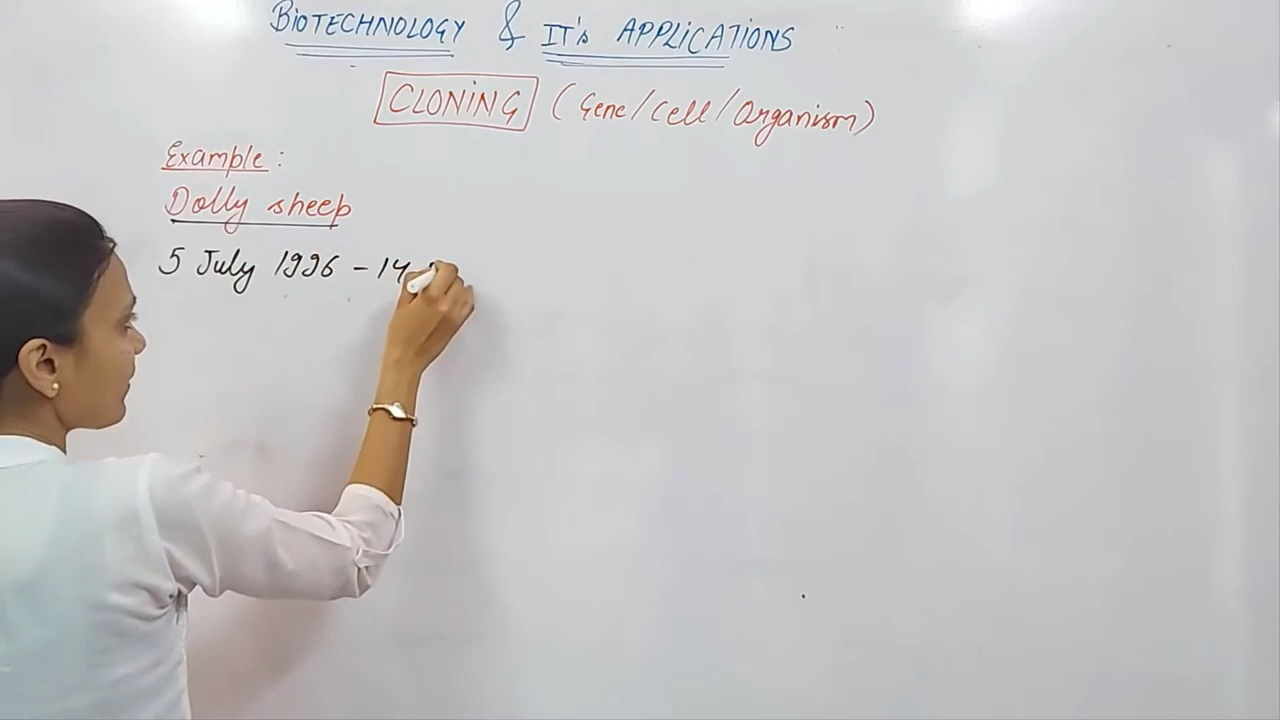 BIOTECHNOLOGY & IT's APPLICATIONS
CLONING (Gene/Cell/Organism)
Example:
Dolly sheep
5 July 1996 - 14